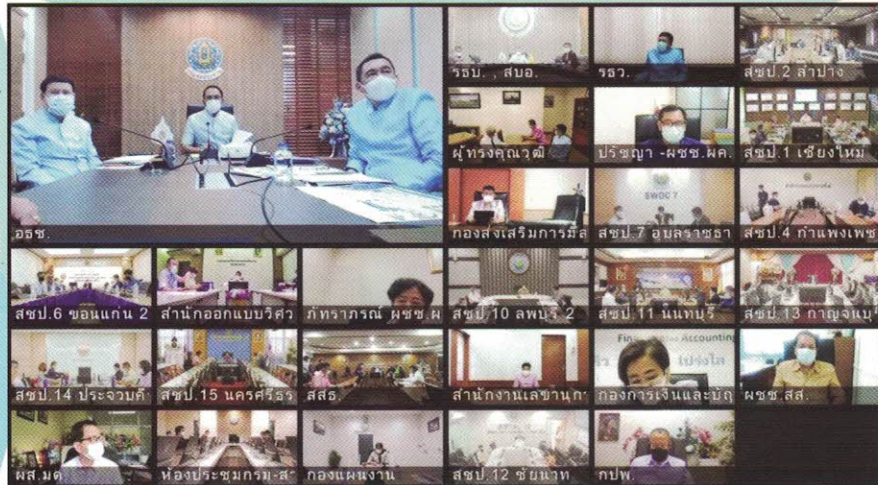 รธบ. , สบอ.
รธว.
สชป.2 ลำปาง
ผู้ทรงคุณวุฒิ
ปรัชญา -ผชช.ผค.
สชป.1 เชียงใหม่
อธช.
กองส่งเสริมการมีส
SWOC 7
สชป.7 อุบลราชธา
สชป.4 กำแพงเพช
สชป.6 ขอนแก่น 2
สำนักออกแบบวิศว
ภัทราภรณ์ ผชช.ผ
สชป.10 ลพบุรี 2
สชป.11 นนทบุรี
สชป.13 กาญจนบุ
Accounting
โปร่งใส
สชป.14 ประจวบคี
สชป.15 นครศรีธร
สสธ.
สำนักงานเลขานุกา
กองการเงินและบัญ
ผชช.สส.
ผส.มด
ห้องประชุมกรม-สา
กองแผนงาน
สชป.12 ชัยนาท
กปพ.